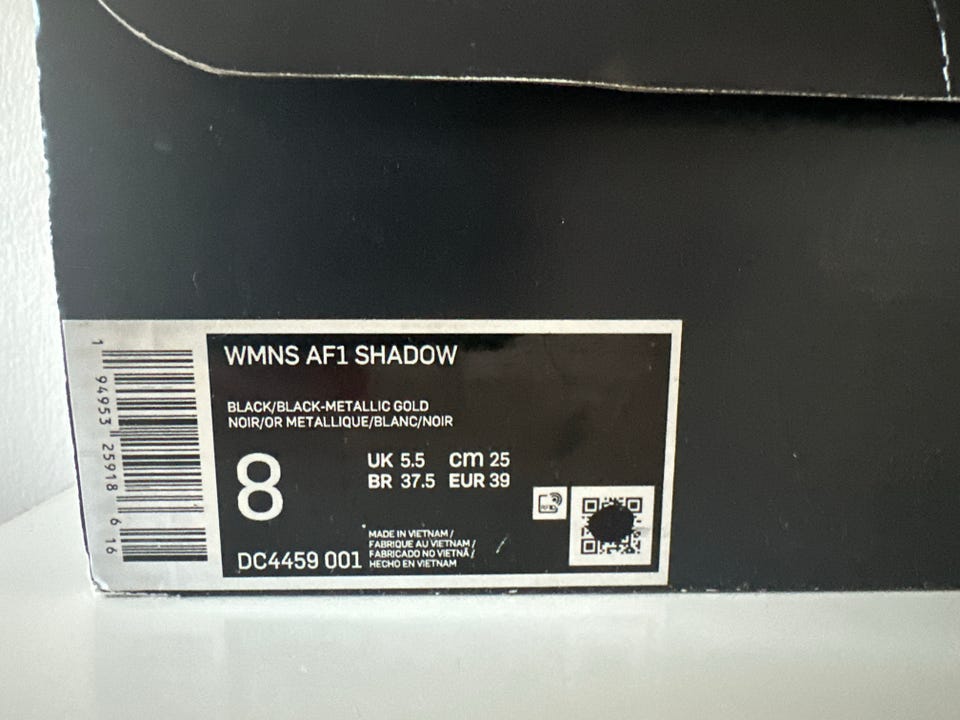 WMNS AF1 SHADOW
BLACK/BLACK-METALLIC GOLD
NOIR/OR METALLIQUE/BLANC/NOIR
8
UK 5.5 cm 25
BR 37.5 EUR 39
DC4459 001
MADE IN VIETNAM /
FABRIQUE AU VIETNAM /
FABRICADO NO VIETNÃ /
HECHO EN VIETNAM
1 94953 25918 6 16